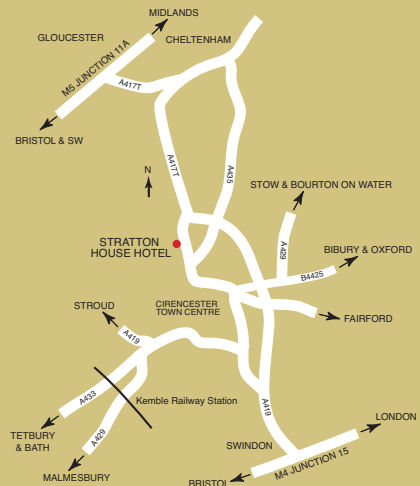 MIDLANDS
GLOUCESTER
CHELTENHAM
M5 JUNCTION 11A
A417T
BRISTOL & SW
A417T
A435
N
STOW & BOURTON ON WATER
STRATTON
HOUSE HOTEL
A429
BIBURY & OXFORD
B4425
STROUD
CIRENCESTER
TOWN CENTRE
FAIRFORD
A419
A433
Kemble Railway Station
A419
LONDON
TETBURY
& BATH
A429
SWINDON
M4 JUNCTION 15
MALMESBURY
BRISTOL